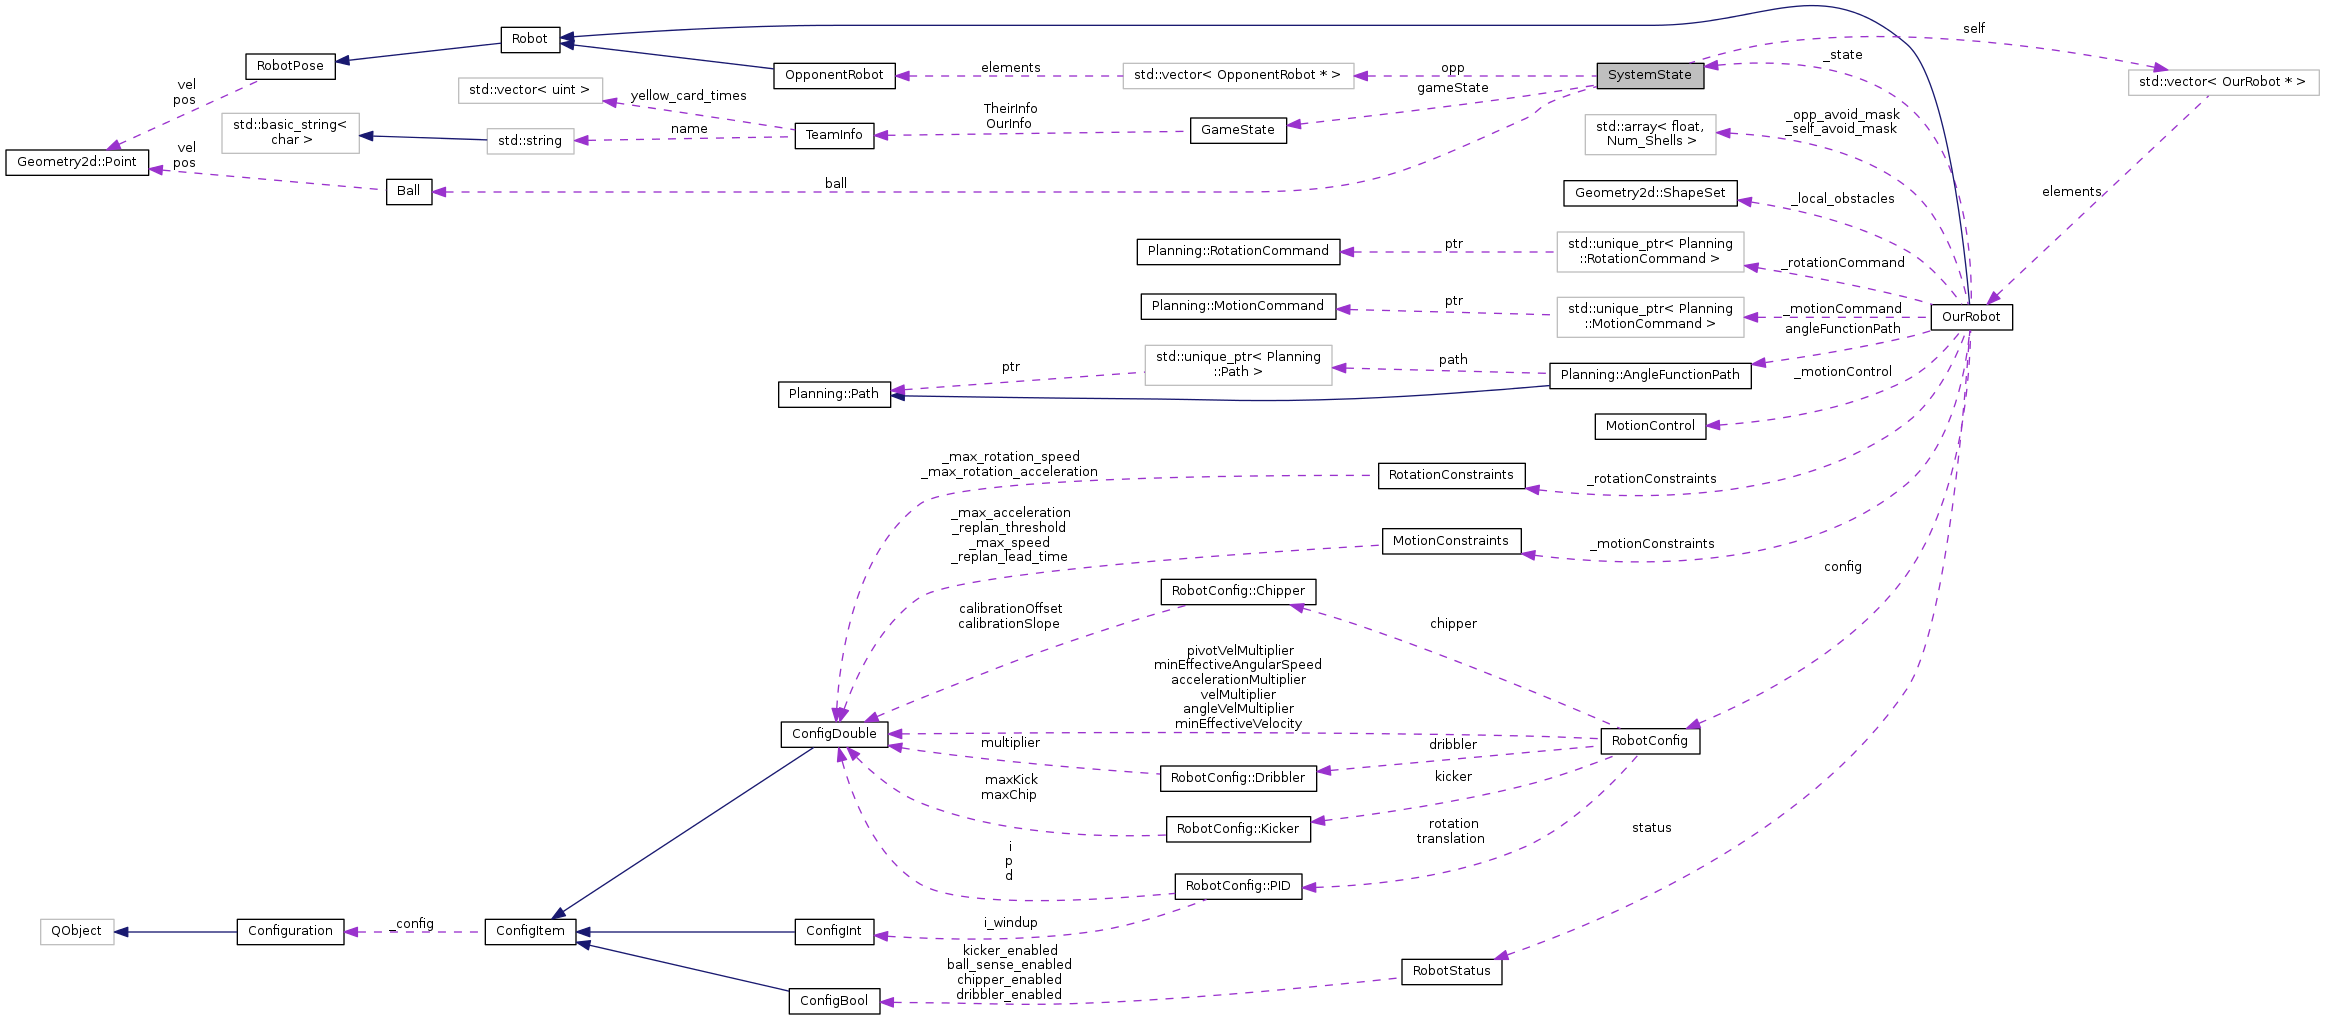 self
Robot
_state
RobotPose
OpponentRobot
elements
std::vector< OpponentRobot * >
opp
SystemState
std::vector< OurRobot * >
vel
pos
std::vector< uint >
yellow_card_times
gameState
TheirInfo
OurInfo
_opp_avoid_mask
_self_avoid_mask
std::basic_string<
char >
name
std::string
TeamInfo
GameState
std::array< float,
Num_Shells >
vel
pos
Geometry2d::Point
Ball
ball
Geometry2d::ShapeSet
_local_obstacles
elements
Planning::RotationCommand
ptr
std::unique_ptr< Planning
::RotationCommand >
_rotationCommand
Planning::MotionCommand
ptr
std::unique_ptr< Planning
::MotionCommand >
_motionCommand
OurRobot
angleFunctionPath
std::unique_ptr< Planning
::Path >
path
Planning::AngleFunctionPath
_motionControl
ptr
Planning::Path
MotionControl
_max_rotation_speed
_max_rotation_acceleration
RotationConstraints
_rotationConstraints
_max_acceleration
_replan_threshold
_max_speed
_replan_lead_time
MotionConstraints
_motionConstraints
config
RobotConfig::Chipper
calibrationOffset
calibrationSlope
chipper
pivotVelMultiplier
minEffectiveAngularSpeed
accelerationMultiplier
velMultiplier
angleVelMultiplier
minEffectiveVelocity
ConfigDouble
RobotConfig
multiplier
dribbler
RobotConfig::Dribbler
kicker
maxKick
maxChip
RobotConfig::Kicker
rotation
translation
status
i
p
d
RobotConfig::PID
i_windup
QObject
Configuration
_config
ConfigItem
ConfigInt
kicker_enabled
ball_sense_enabled
chipper_enabled
dribbler_enabled
RobotStatus
ConfigBool